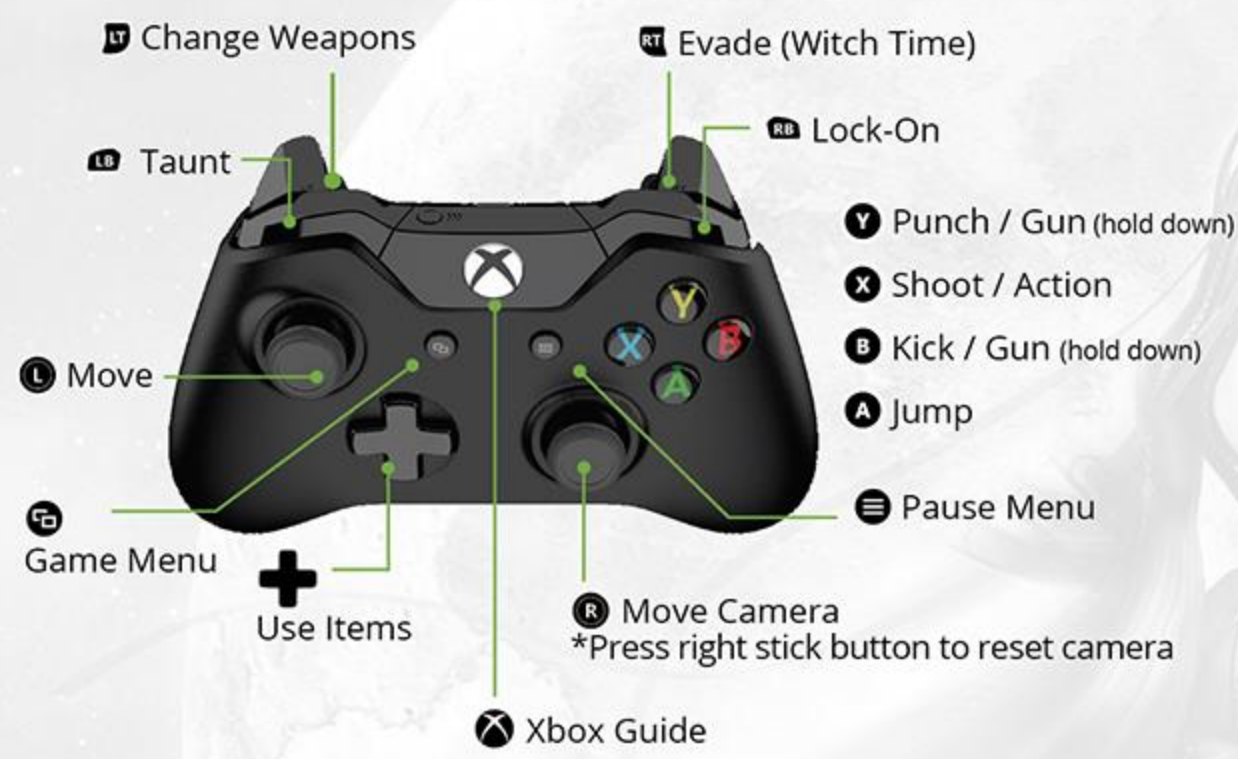 LT Change Weapons
RT Evade (Witch Time)
RB Lock-On
LB Taunt
Y Punch / Gun (hold down)
X Shoot / Action
B Kick / Gun (hold down)
A Jump
Y
X
B
A
L Move
Pause Menu
Game Menu
Use Items
R Move Camera
*Press right stick button to reset camera
Xbox Guide